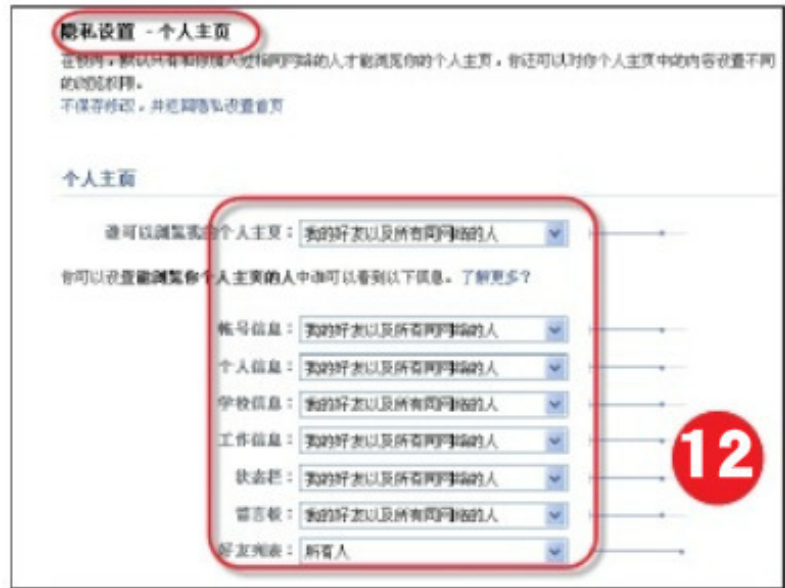 隐私设置 - 个人主页
在校内，默认只有和你加入过相同网络的人才能浏览你的个人主页，你还可以对你个人主页中的内容设置不同
的浏览权限。
不保存修改，并返回隐私设置首页
个人主页
谁可以浏览我的个人主页： 我的好友以及所有同网络的人
你可以设置能浏览你个人主页的人中谁可以看到以下信息。了解更多？
帐号信息： 我的好友以及所有同网络的人
个人信息： 我的好友以及所有同网络的人
学校信息： 我的好友以及所有同网络的人
工作信息： 我的好友以及所有同网络的人
状态栏： 我的好友以及所有同网络的人
留言板： 我的好友以及所有同网络的人
好友列表： 所有人
12